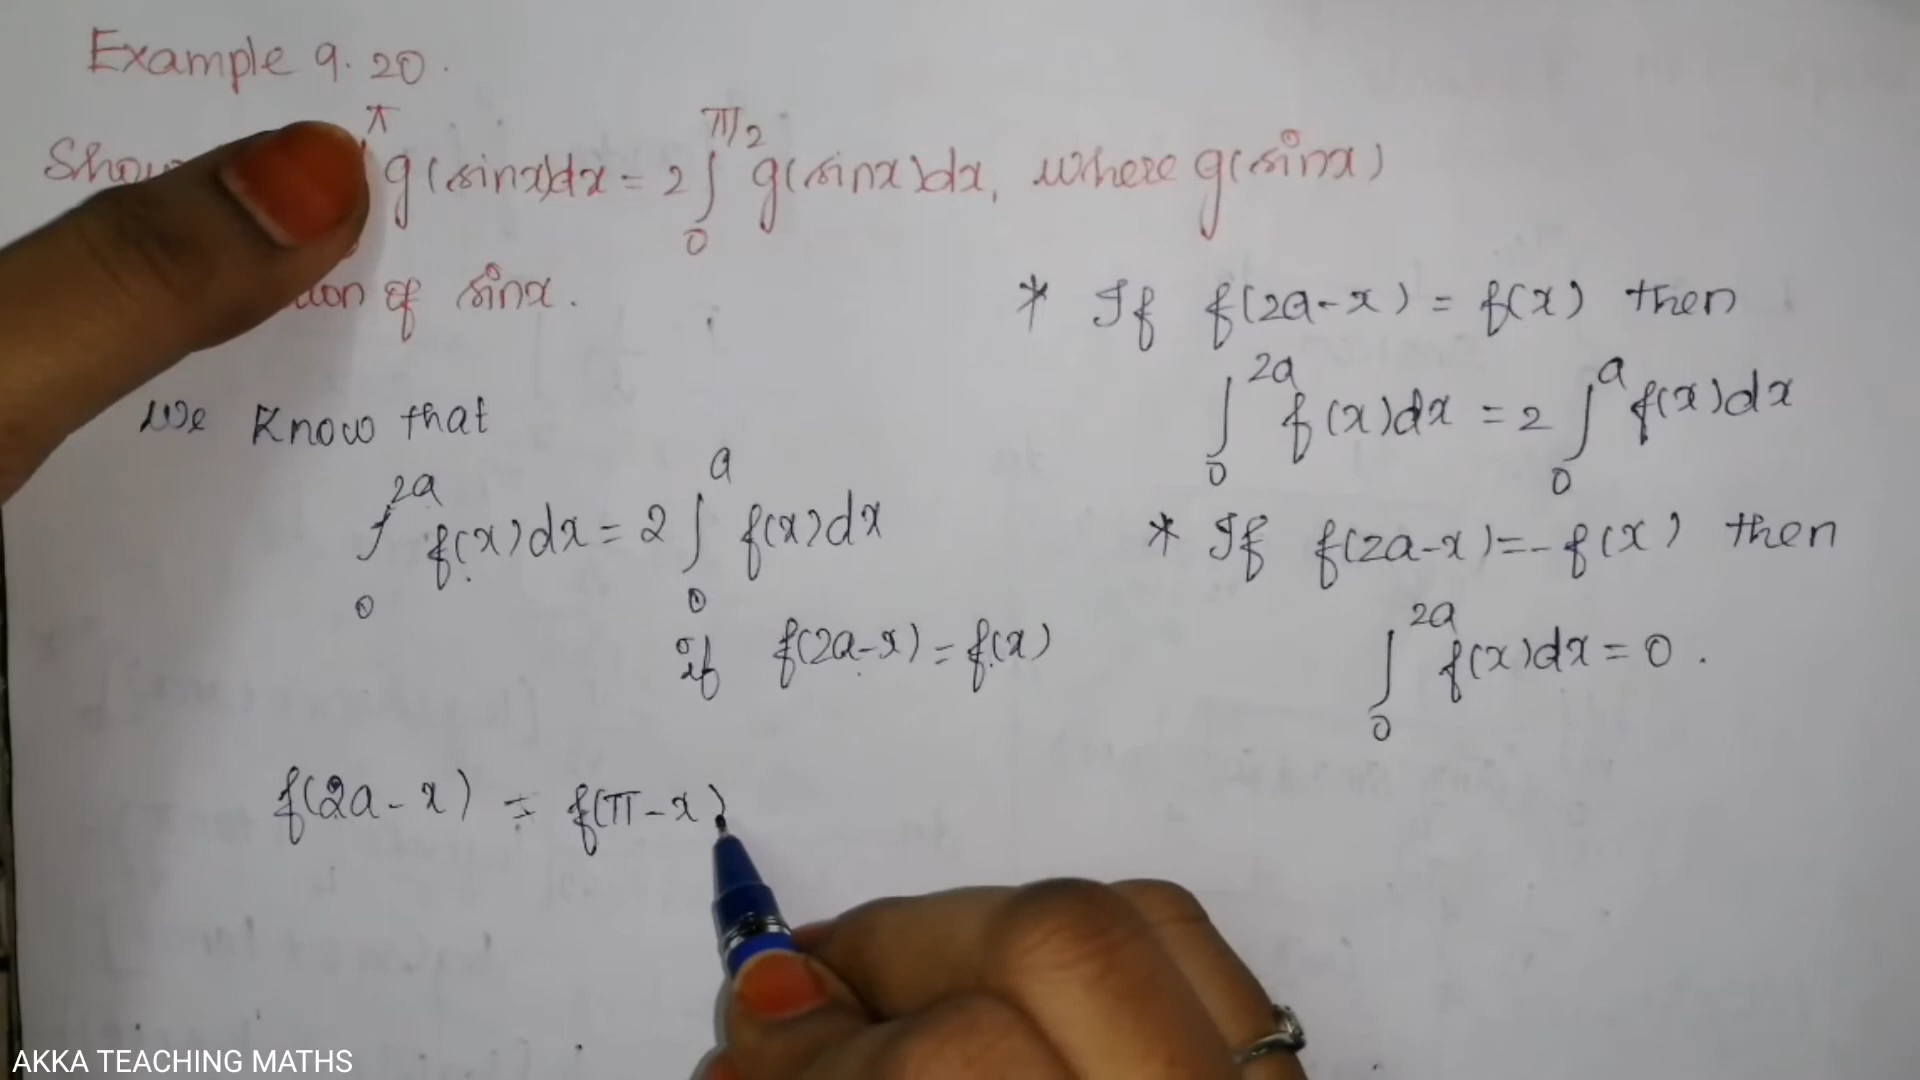 Example 9.20.
Show π∫ g(sinx)dx = 2∫₀^π/2 g(sinx)dx, where g(sinx)
of sinx.
We know that
∫₀^2a f(x)dx = 2∫₀^a f(x)dx
if f(2a-x) = f(x)
f(2a-x) = f(π-x)
* If f(2a-x) = f(x) then
∫₀^2a f(x)dx = 2∫₀^a f(x)dx
* If f(2a-x) = -f(x) then
∫₀^2a f(x)dx = 0.
AKKA TEACHING MATHS